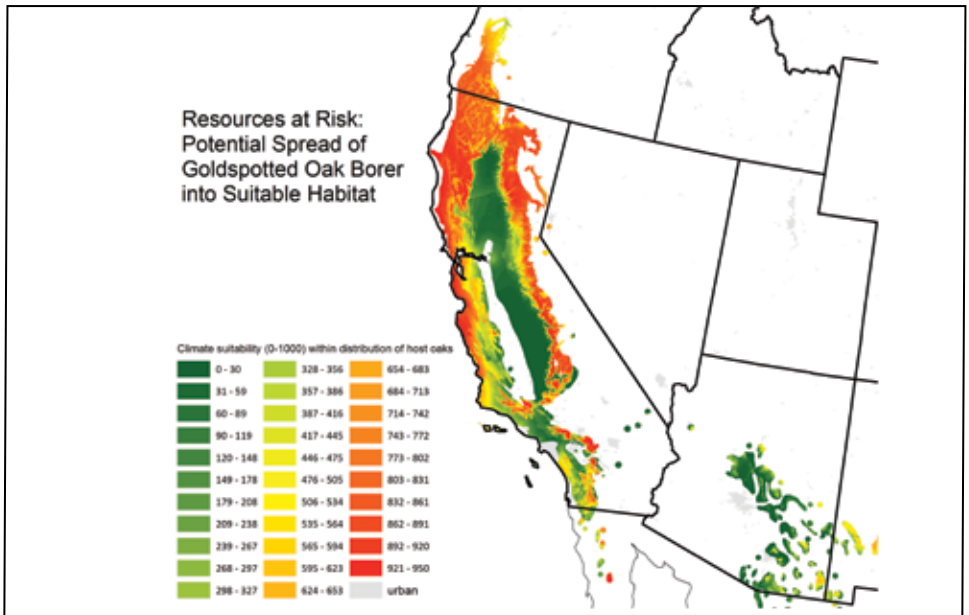 Resources at Risk:
Potential Spread of
Goldspotted Oak Borer
into Suitable Habitat
Climate suitability (0-1000) within distribution of host oaks
0 - 30
31 - 59
60 - 89
90 - 119
120 - 148
149 - 178
179 - 208
209 - 238
239 - 267
268 - 297
298 - 327
328 - 356
357 - 386
387 - 416
417 - 445
446 - 475
476 - 505
506 - 534
535 - 564
565 - 594
595 - 623
624 - 653
654 - 683
684 - 713
714 - 742
743 - 772
773 - 802
803 - 831
832 - 861
862 - 891
892 - 920
921 - 950
urban